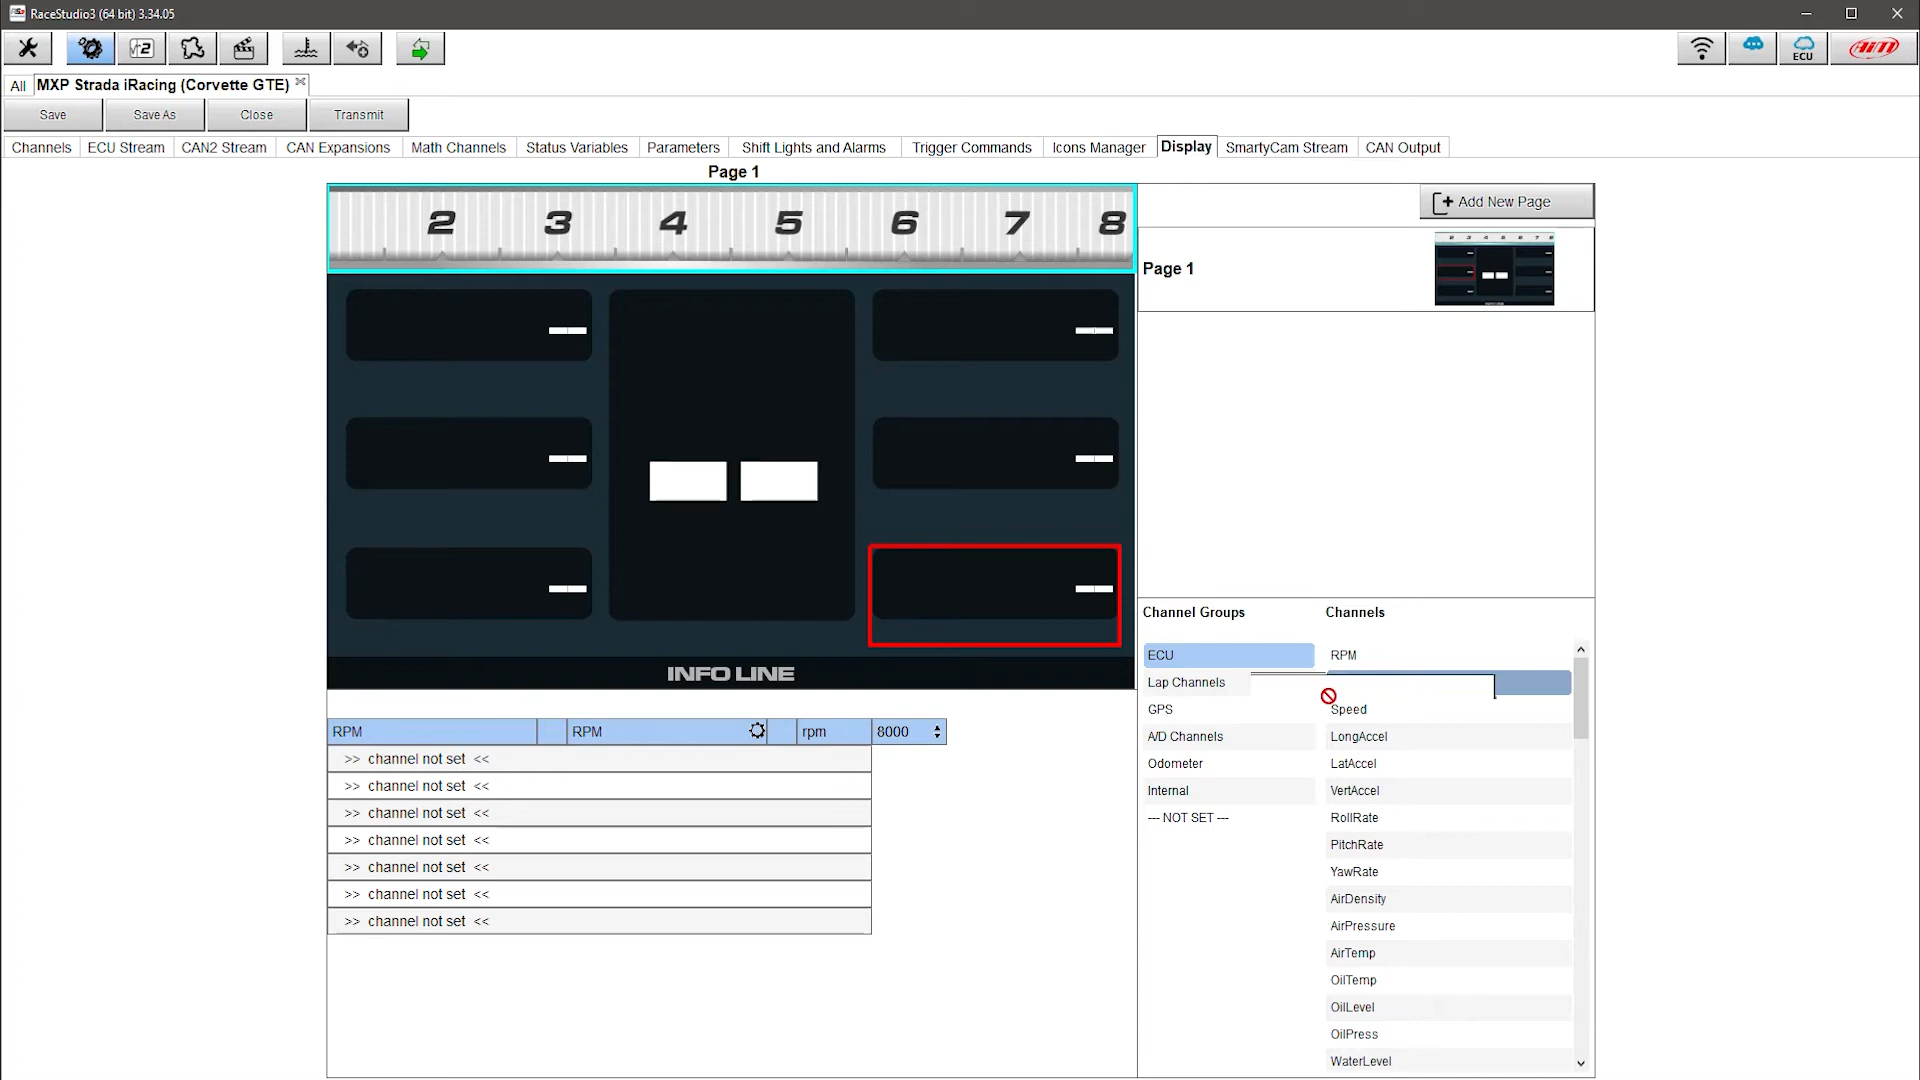 RaceStudio3 (64 bit) 3.34.05
ECU
AiM
All MXP Strada iRacing (Corvette GTE)
Save Save As Close Transmit
Channels ECU Stream CAN2 Stream CAN Expansions Math Channels Status Variables Parameters Shift Lights and Alarms Trigger Commands Icons Manager Display SmartyCam Stream CAN Output
Page 1
2 3 4 5 6 7 8
INFO LINE
Add New Page
Page 1
RPM RPM rpm 8000
>> channel not set <<
>> channel not set <<
>> channel not set <<
>> channel not set <<
>> channel not set <<
>> channel not set <<
>> channel not set <<
Channel Groups
ECU
Lap Channels
GPS
A/D Channels
Odometer
Internal
--- NOT SET ---
Channels
RPM
Speed
LongAccel
LatAccel
VertAccel
RollRate
PitchRate
YawRate
AirDensity
AirPressure
AirTemp
OilTemp
OilLevel
OilPress
WaterLevel